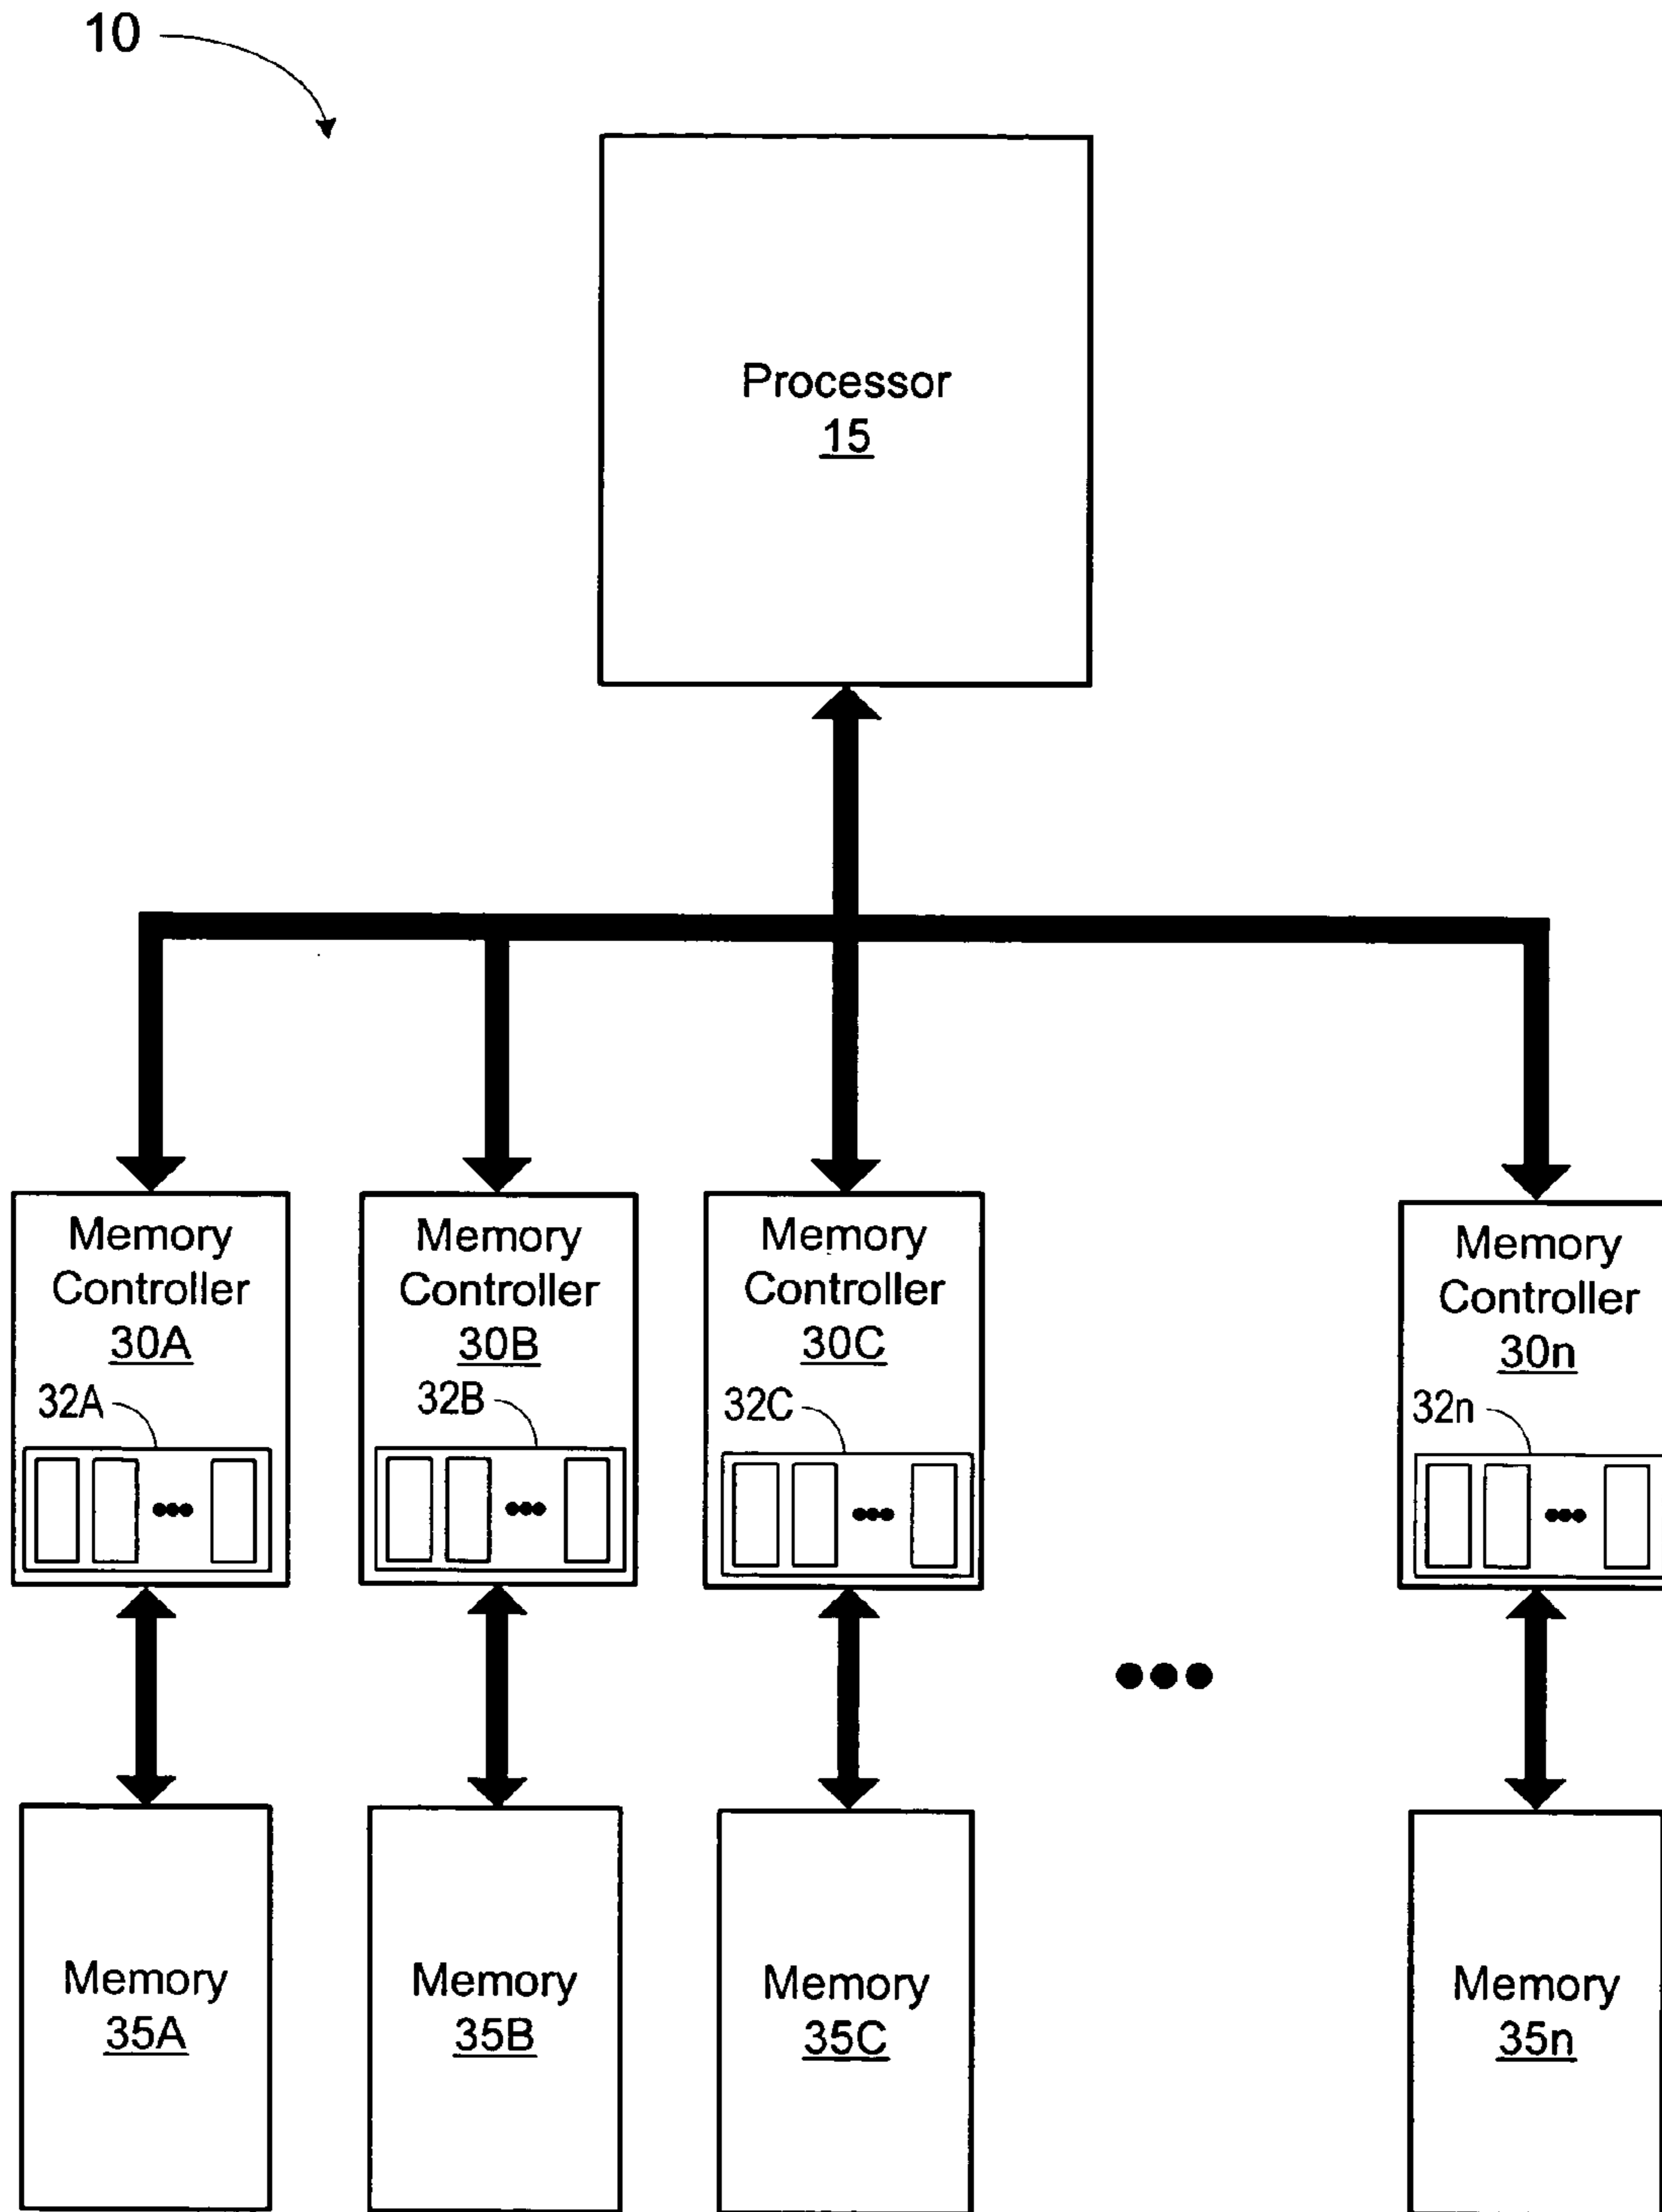 10
Processor
15
Memory
Controller
30A
32A
Memory
Controller
30B
32B
Memory
Controller
30C
32C
Memory
Controller
30n
32n
Memory
35A
Memory
35B
Memory
35C
Memory
35n